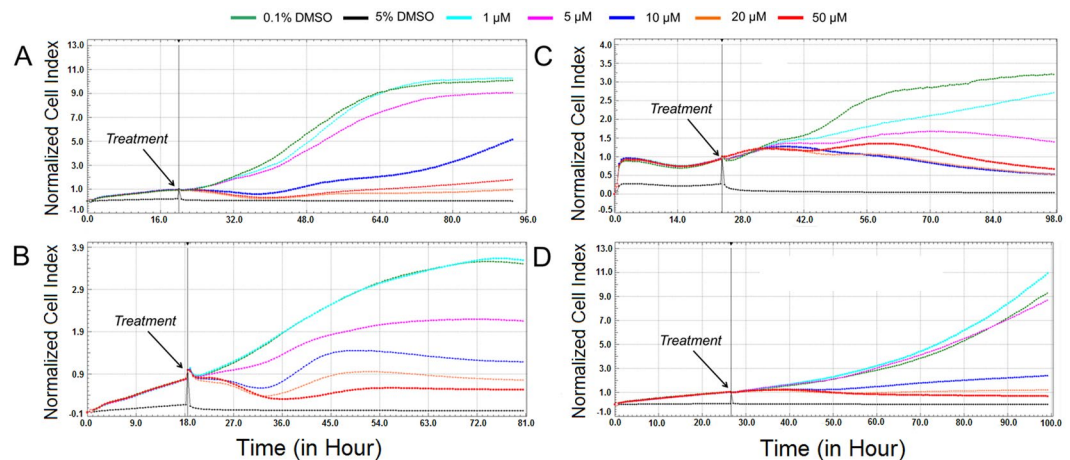 0.1% DMSO 5% DMSO 1 µM 5 µM 10 µM 20 µM 50 µM
A
Normalized Cell Index
13.0
11.0
9.0
7.0
5.0
3.0
1.0
-1.0
Treatment
0.0 16.0 32.0 48.0 64.0 80.0 96.0
C
Normalized Cell Index
4.0
3.5
3.0
2.5
2.0
1.5
1.0
0.5
0.0
-0.5
Treatment
0.0 14.0 28.0 42.0 56.0 70.0 84.0 98.0
B
Normalized Cell Index
3.9
2.9
1.9
0.9
-0.1
Treatment
0.0 9.0 18.0 27.0 36.0 45.0 54.0 63.0 72.0 81.0
Time (in Hour)
D
Normalized Cell Index
13.0
11.0
9.0
7.0
5.0
3.0
1.0
-1.0
Treatment
0.0 10.0 20.0 30.0 40.0 50.0 60.0 70.0 80.0 90.0 100.0
Time (in Hour)